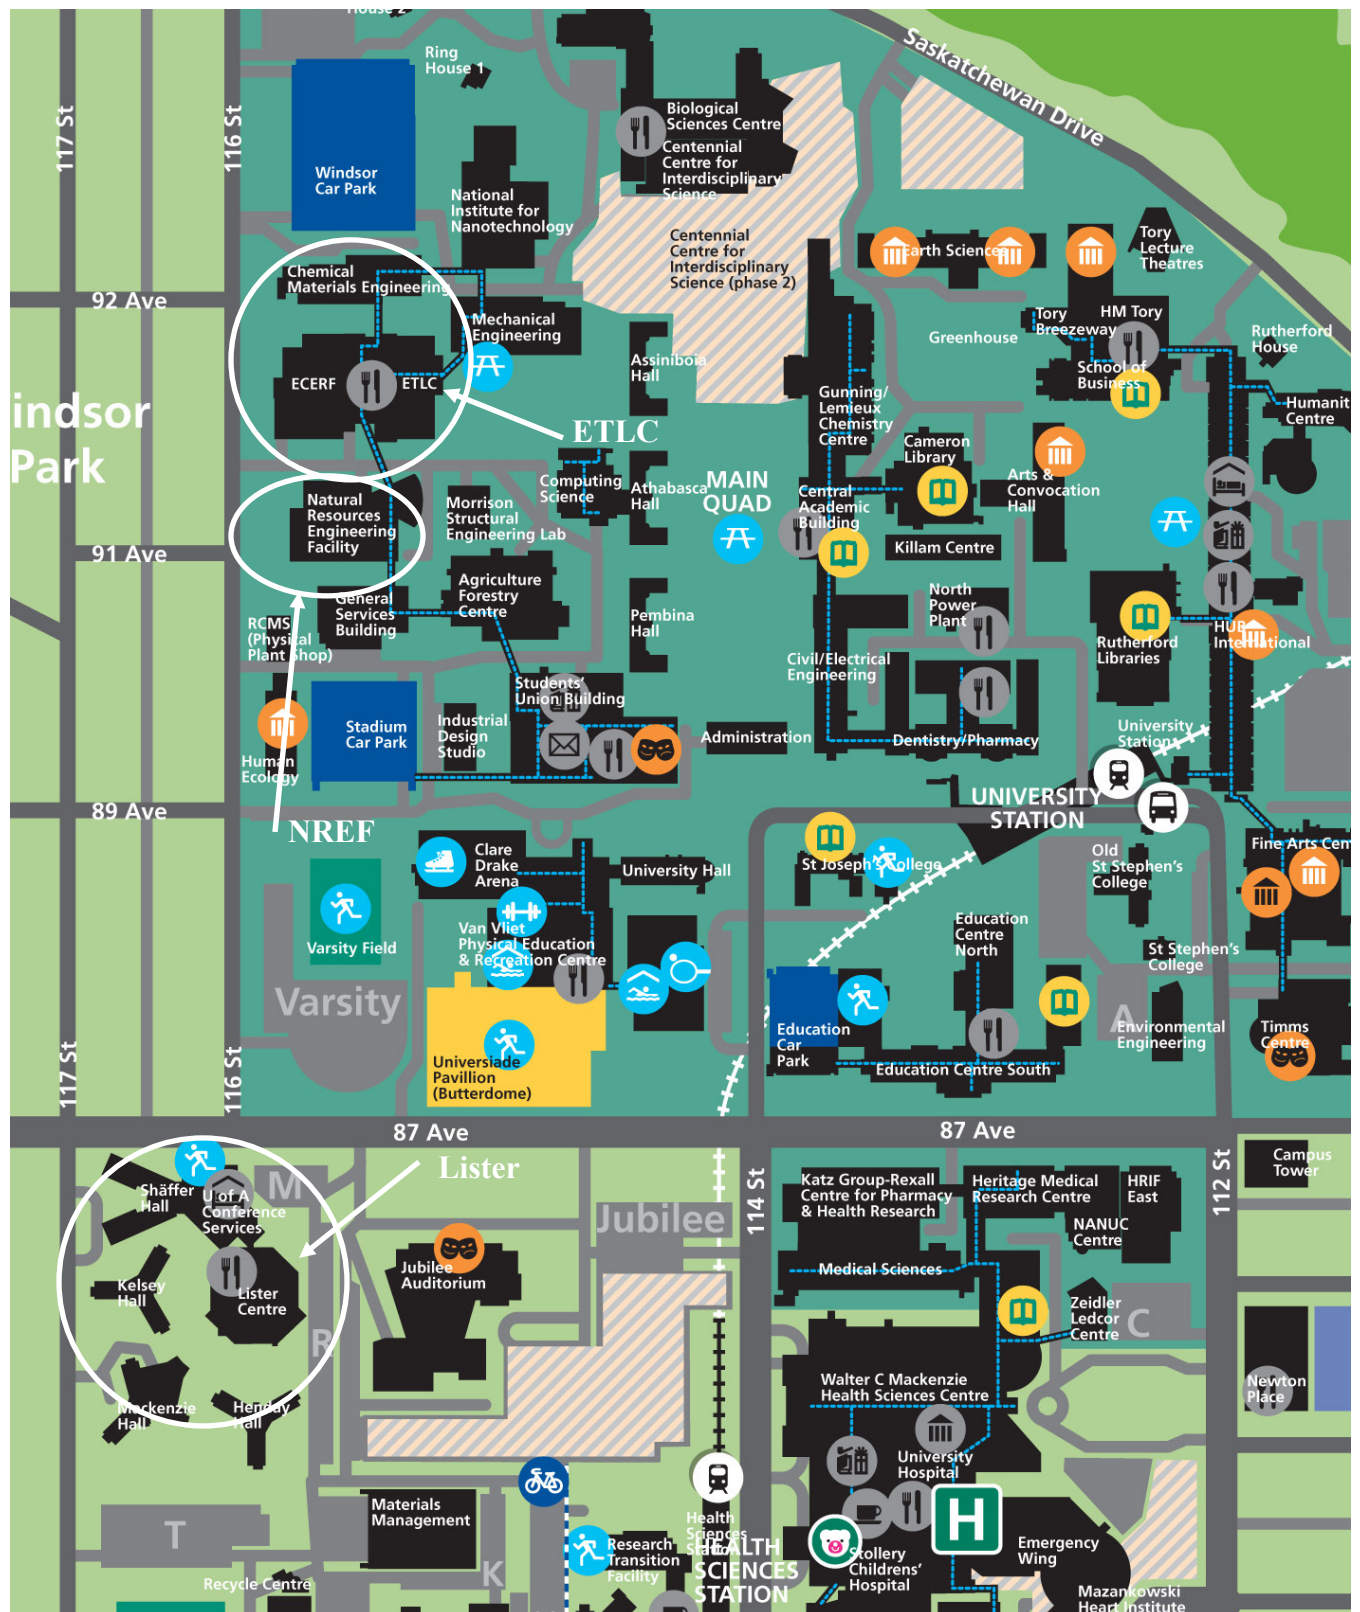 House 2
Ring
House 1
Saskatchewan Drive
117 St
116 St
Windsor
Car Park
Biological
Sciences Centre
Centennial
Centre for
Interdisciplinary
Science
National
Institute for
Nanotechnology
Centennial
Centre for
Interdisciplinary
Science (phase 2)
Earth Sciences
Tory
Lecture
Theatres
Chemical
Materials Engineering
92 Ave
Mechanical
Engineering
Tory
Breezeway
HM Tory
Greenhouse
Rutherford
House
Assiniboia
Hall
School of
Business
ECERF
ETLC
Gunning/
Lemieux
Chemistry
Centre
Humanit
Centre
indsor
Park
ETLC
Cameron
Library
Computing
Science
Athabasca
Hall
MAIN
QUAD
Arts &
Convocation
Hall
Natural
Resources
Engineering
Facility
Morrison
Structural
Engineering Lab
Central
Academic
Building
91 Ave
Killam Centre
General
Services
Building
Agriculture
Forestry
Centre
Pembina
Hall
North
Power
Plant
RCMS
(Physical
Plant Shop)
Civil/Electrical
Engineering
Rutherford
Libraries
HUB
International
Students'
Union Building
Stadium
Car Park
Industrial
Design
Studio
Administration
Dentistry/Pharmacy
University
Station
Human
Ecology
89 Ave
NREF
UNIVERSITY
STATION
Clare
Drake
Arena
University Hall
St Joseph's College
Old
St Stephen's
College
Fine Arts Cen
Varsity Field
Van Vliet
Physical Education
& Recreation Centre
Education
Centre
North
St Stephen's
College
Varsity
Education
Car
Park
A
Environmental
Engineering
Timms
Centre
Universiade
Pavillion
(Butterdome)
Education Centre South
117 St
116 St
87 Ave
87 Ave
Lister
Campus
Tower
Shäffer
Hall
U of A
Conference
Services
M
Jubilee
114 St
Katz Group-Rexall
Centre for Pharmacy
& Health Research
Heritage Medical
Research Centre
HRIF
East
112 St
NANUC
Centre
Jubilee
Auditorium
Medical Sciences
Kelsey
Hall
Lister
Centre
R
Zeidler
Ledcor
Centre
C
Mackenzie
Hall
Henday
Hall
Walter C Mackenzie
Health Sciences Centre
Newton
Place
University
Hospital
Materials
Management
T
K
Health
Sciences
Station
HEALTH
SCIENCES
STATION
H
Research
Transition
Facility
Stollery
Children's
Hospital
Emergency
Wing
Recycle Centre
Mazankowski
Heart Institute